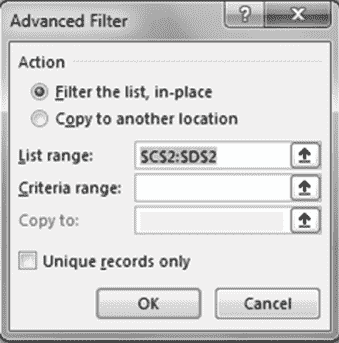 Advanced Filter
Action
Filter the list, in-place
Copy to another location
List range: $C$2:$D$2
Criteria range:
Copy to:
Unique records only
OK Cancel